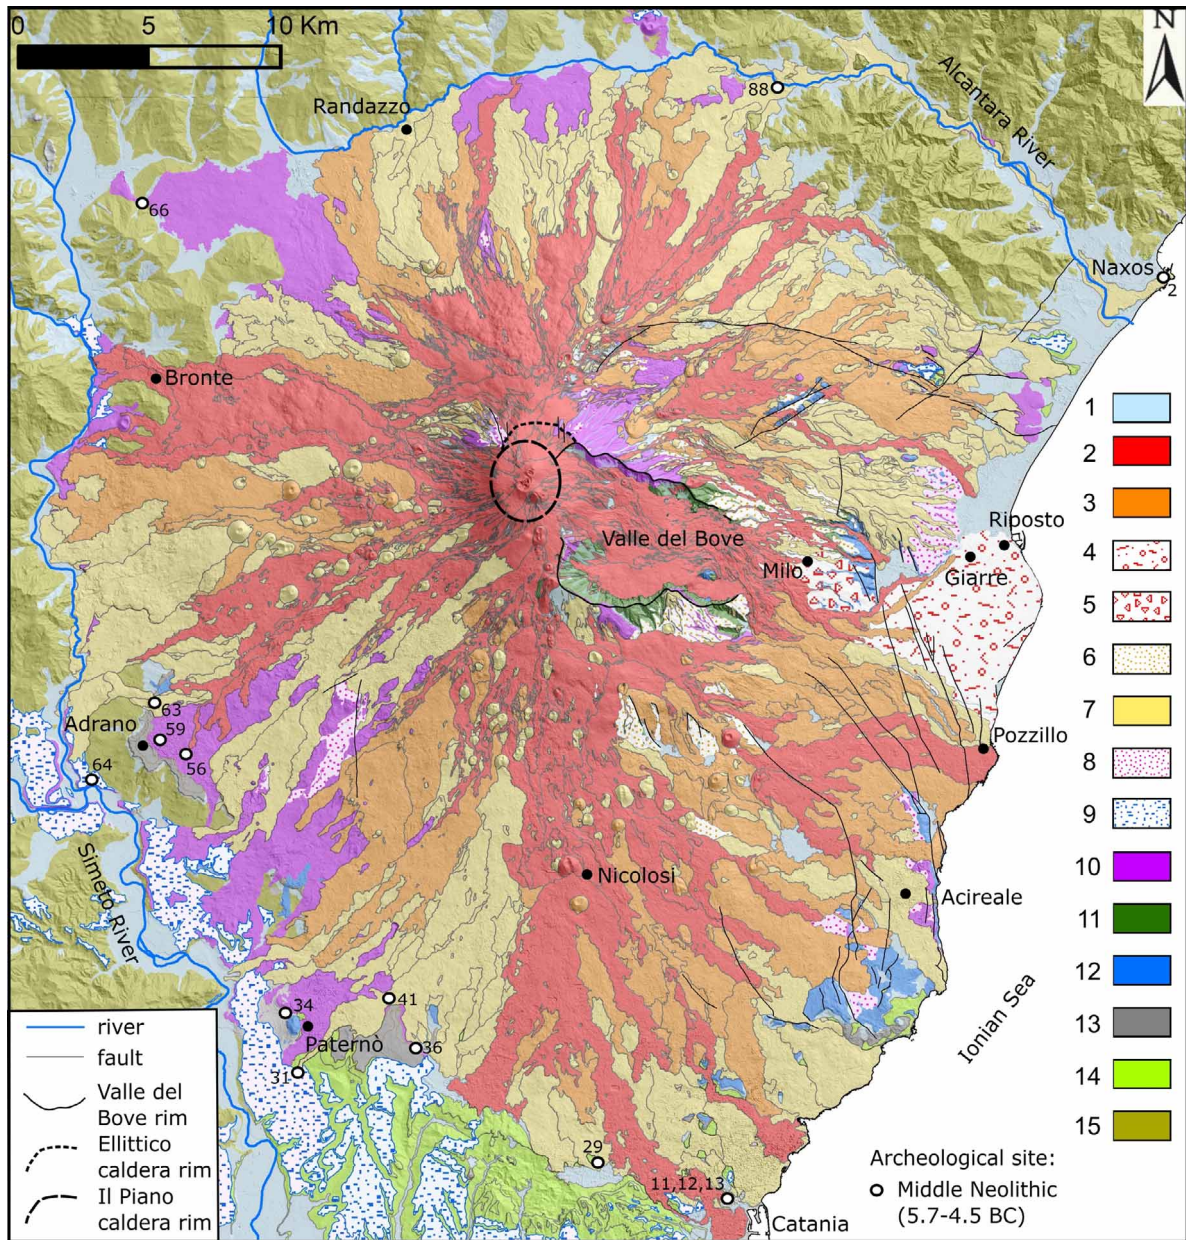 0 5 10 Km
N
Alcantara River
88
Randazzo
66
Naxos
2
Bronte
1
2
3
4
5
6
7
8
9
10
11
12
13
14
15
Riposto
Valle del Bove
Milo
Giarre
63
Adrano
59
56
64
Pozzillo
Simeto River
Nicolosi
Acireale
41
34
Paternò
36
31
Ionian Sea
29
11,12,13
Catania
river
fault
Valle del
Bove rim
Ellittico
caldera rim
Il Piano
caldera rim
Archeological site:
Middle Neolithic
(5.7-4.5 BC)